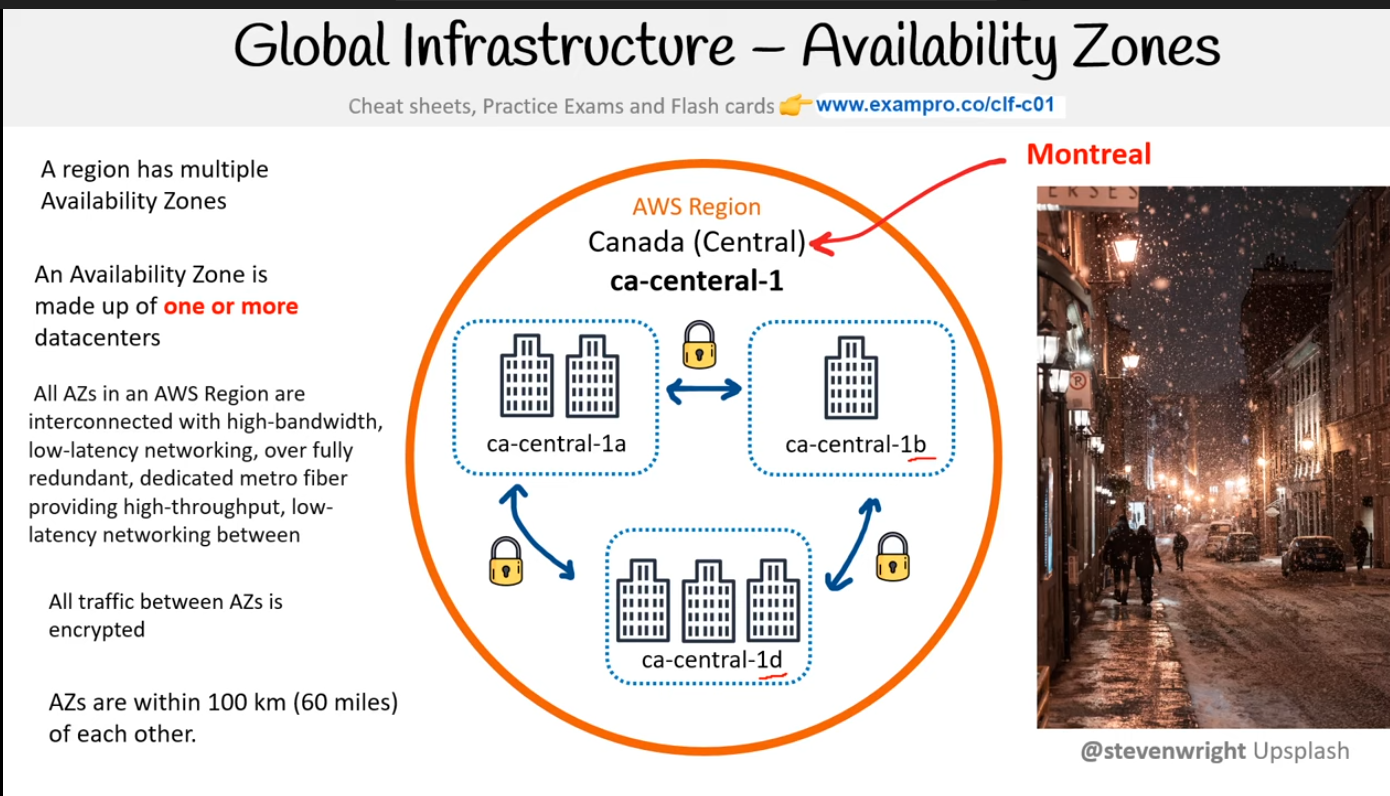 Global Infrastructure – Availability Zones
Cheat sheets, Practice Exams and Flash cards 👉 www.exampro.co/clf-c01
A region has multiple
Availability Zones
An Availability Zone is
made up of one or more
datacenters
All AZs in an AWS Region are
interconnected with high-bandwidth,
low-latency networking, over fully
redundant, dedicated metro fiber
providing high-throughput, low-
latency networking between
All traffic between AZs is
encrypted
AZs are within 100 km (60 miles)
of each other.
AWS Region
Canada (Central)
ca-centeral-1
ca-central-1a
ca-central-1b
ca-central-1d
Montreal
ERSES
R
@stevenwright Upsplash